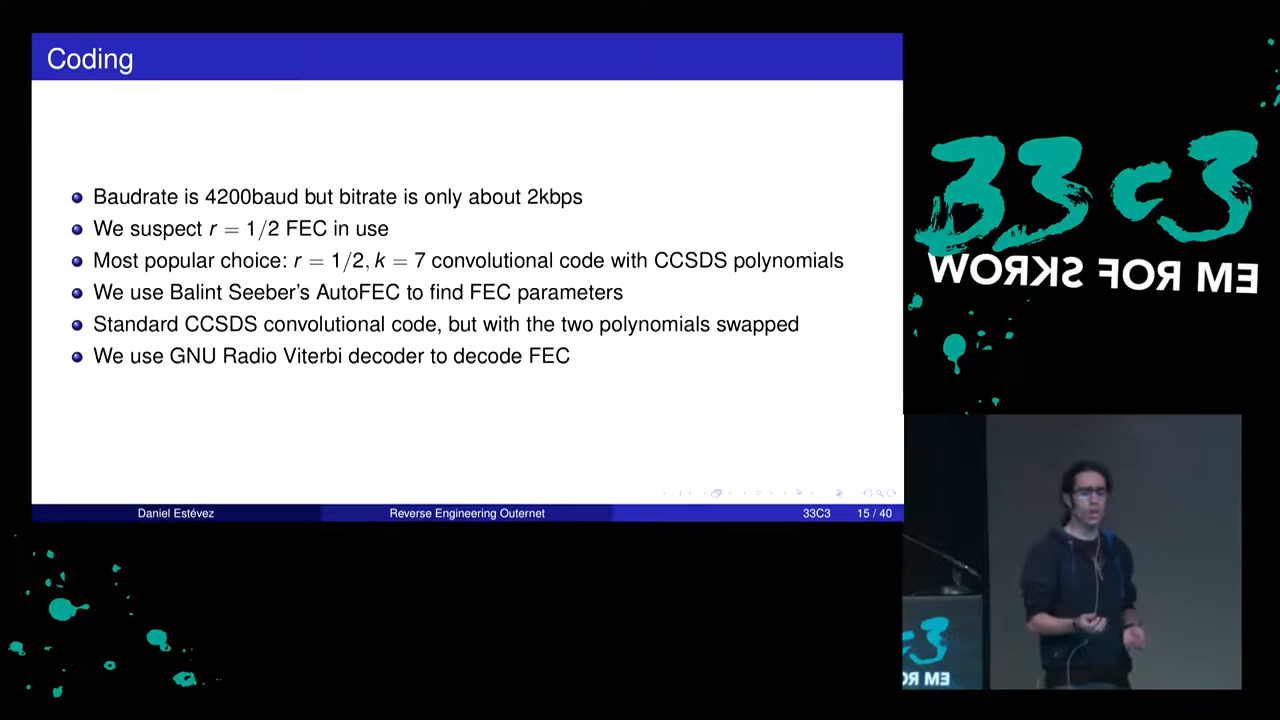 Coding
Baudrate is 4200baud but bitrate is only about 2kbps
We suspect r = 1/2 FEC in use
Most popular choice: r = 1/2, k = 7 convolutional code with CCSDS polynomials
We use Balint Seeber's AutoFEC to find FEC parameters
Standard CCSDS convolutional code, but with the two polynomials swapped
We use GNU Radio Viterbi decoder to decode FEC
Daniel Estévez Reverse Engineering Outernet 33C3 15 / 40
33C3
WORKS FOR ME
C3
R ME